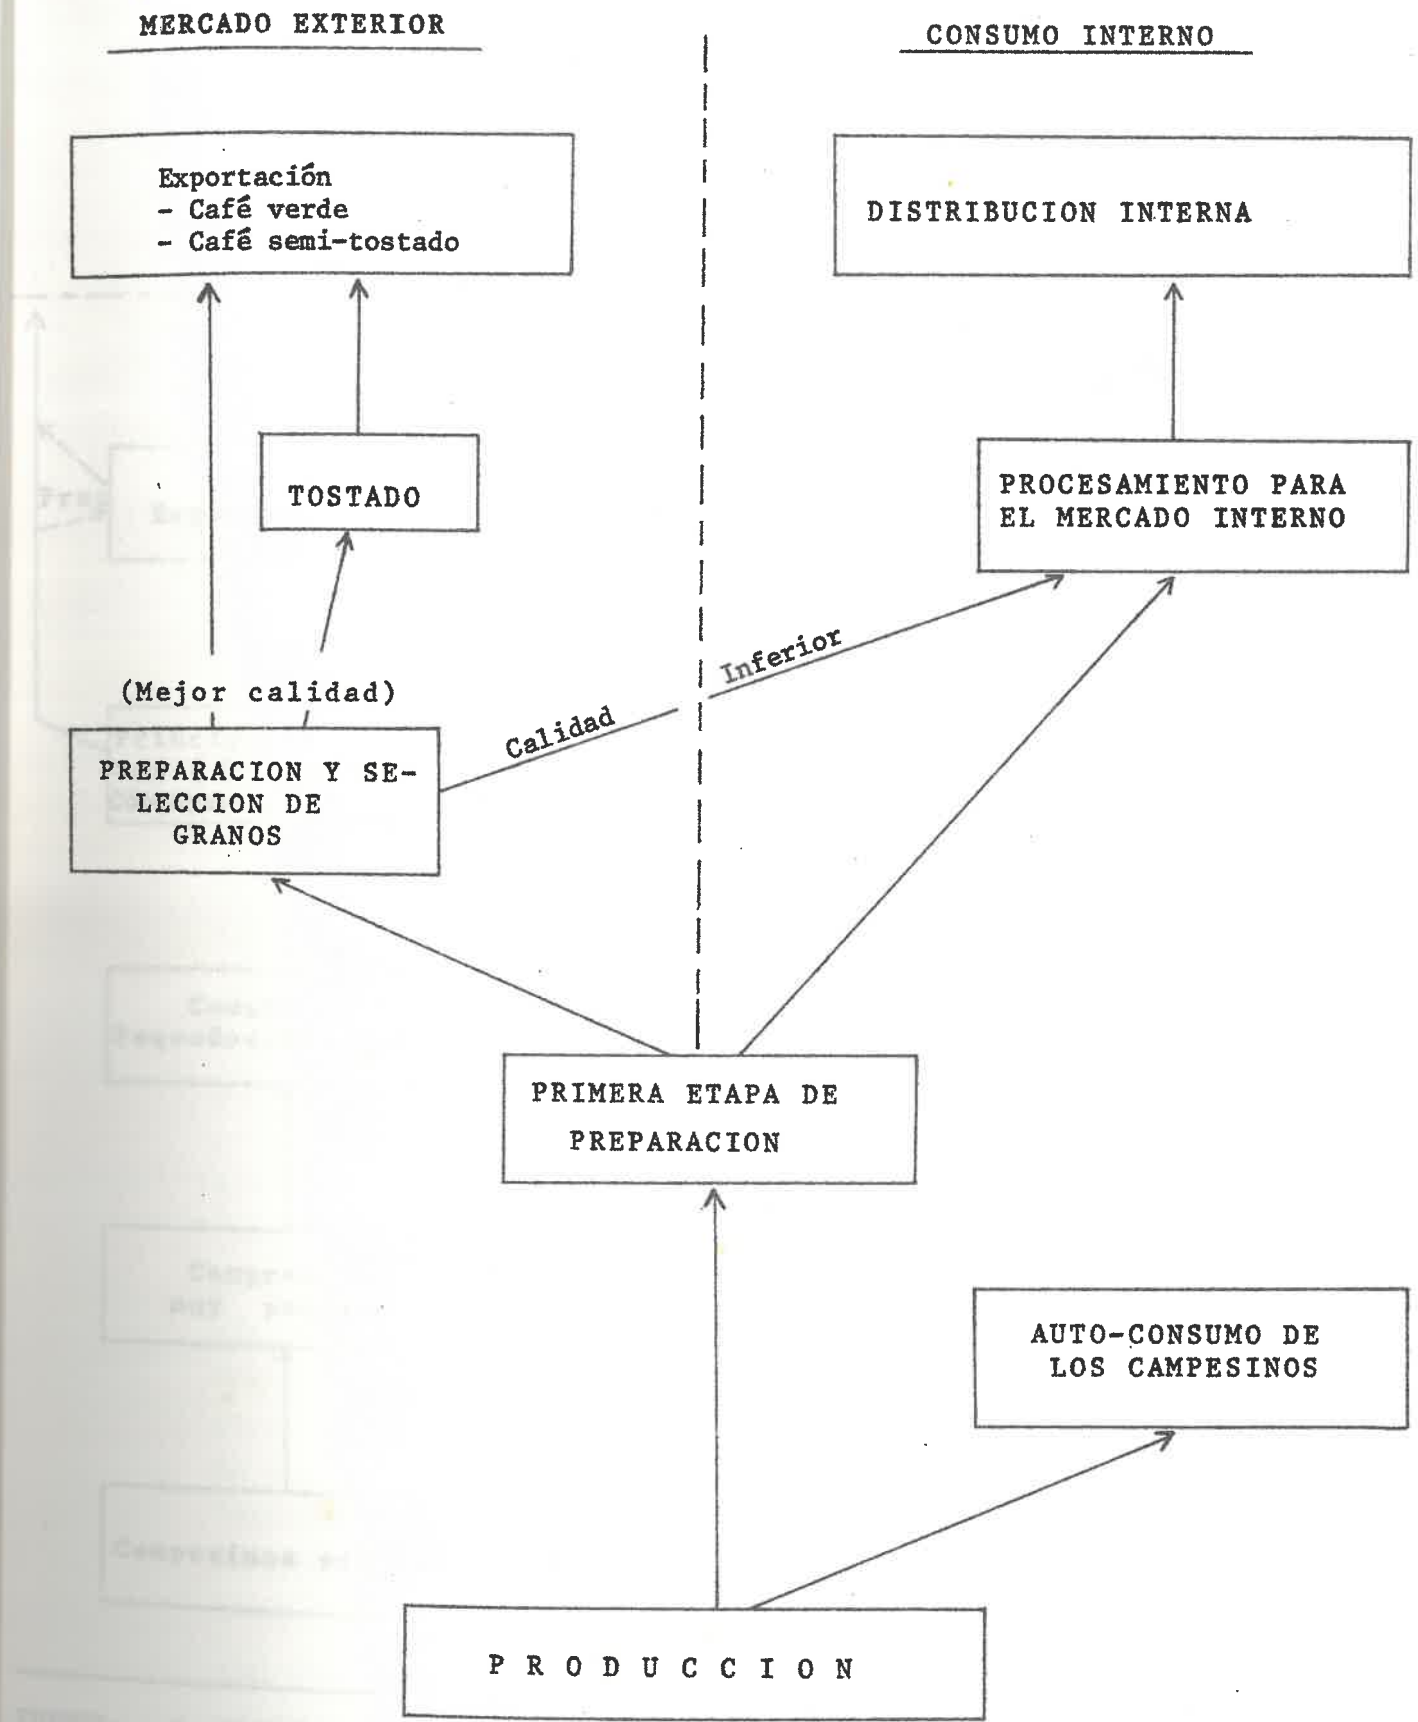 MERCADO EXTERIOR
CONSUMO INTERNO
Exportación
- Café verde
- Café semi-tostado
DISTRIBUCION INTERNA
TOSTADO
PROCESAMIENTO PARA
EL MERCADO INTERNO
(Mejor calidad)
Calidad Inferior
PREPARACION Y SE-
LECCION DE
GRANOS
PRIMERA ETAPA DE
PREPARACION
AUTO-CONSUMO DE
LOS CAMPESINOS
P R O D U C C I O N